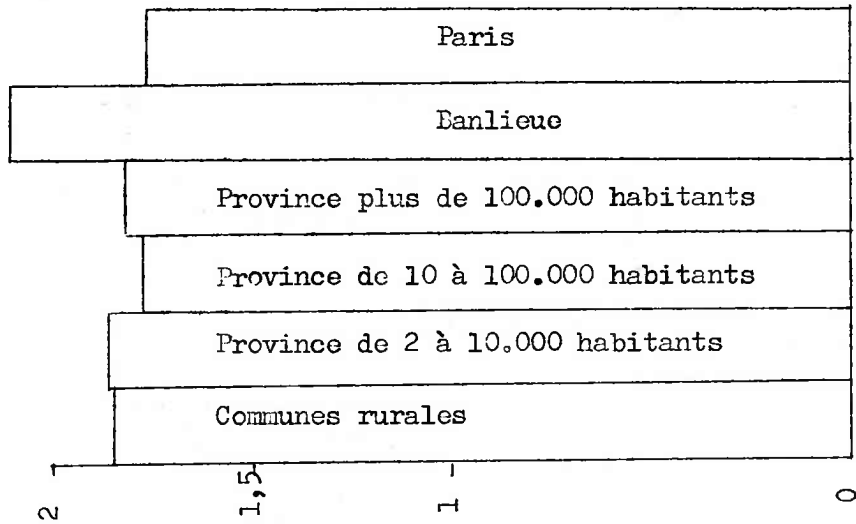 Paris
Banlieue
Province plus de 100.000 habitants
Province de 10 à 100.000 habitants
Province de 2 à 10.000 habitants
Communes rurales
2
1,5
1
0